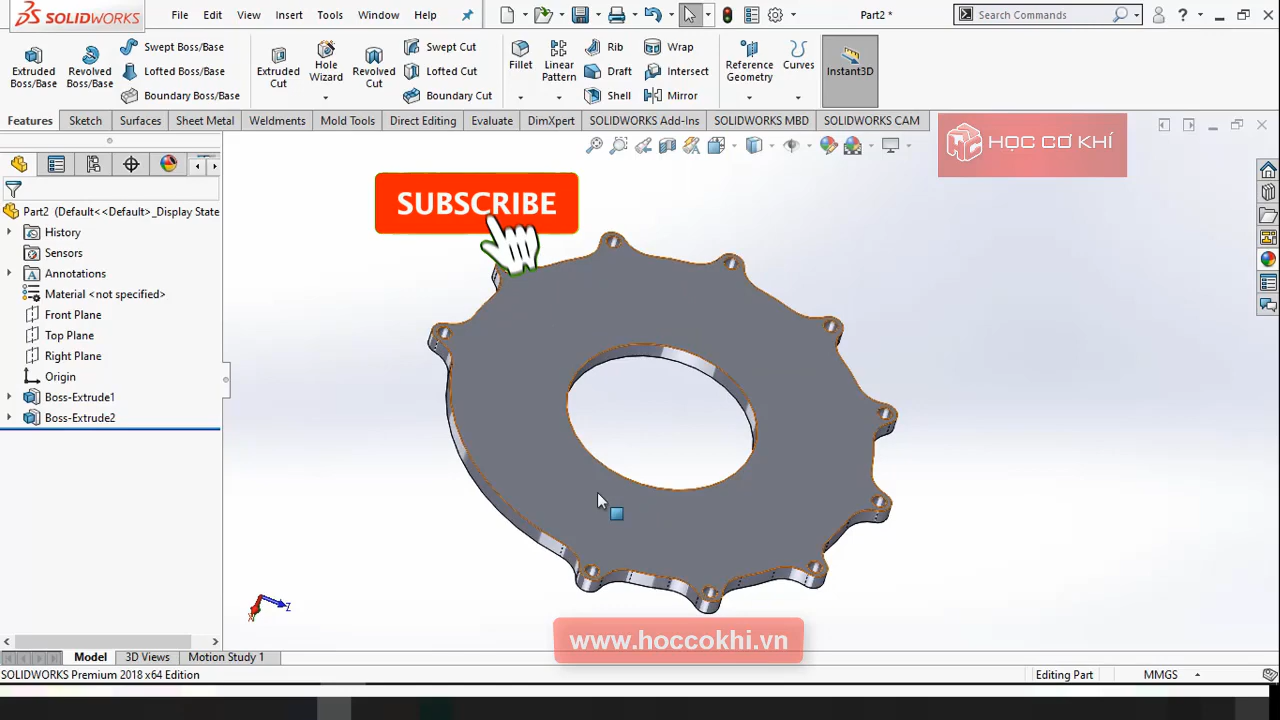 SOLIDWORKS
File Edit View Insert Tools Window Help
Part2 *
Search Commands
?
Extruded Boss/Base
Revolved Boss/Base
Swept Boss/Base
Lofted Boss/Base
Boundary Boss/Base
Extruded Cut
Hole Wizard
Revolved Cut
Swept Cut
Lofted Cut
Boundary Cut
Fillet
Linear Pattern
Rib
Draft
Shell
Wrap
Intersect
Mirror
Reference Geometry
Curves
Instant3D
Features Sketch Surfaces Sheet Metal Weldments Mold Tools Direct Editing Evaluate DimXpert SOLIDWORKS Add-Ins SOLIDWORKS MBD SOLIDWORKS CAM
HỌC CƠ KHÍ
SUBSCRIBE
Part2 (Default<<Default>_Display State
History
Sensors
Annotations
Material <not specified>
Front Plane
Top Plane
Right Plane
Origin
Boss-Extrude1
Boss-Extrude2
Z
www.hoccokhi.vn
Model 3D Views Motion Study 1
SOLIDWORKS Premium 2018 x64 Edition
Editing Part
MMGS